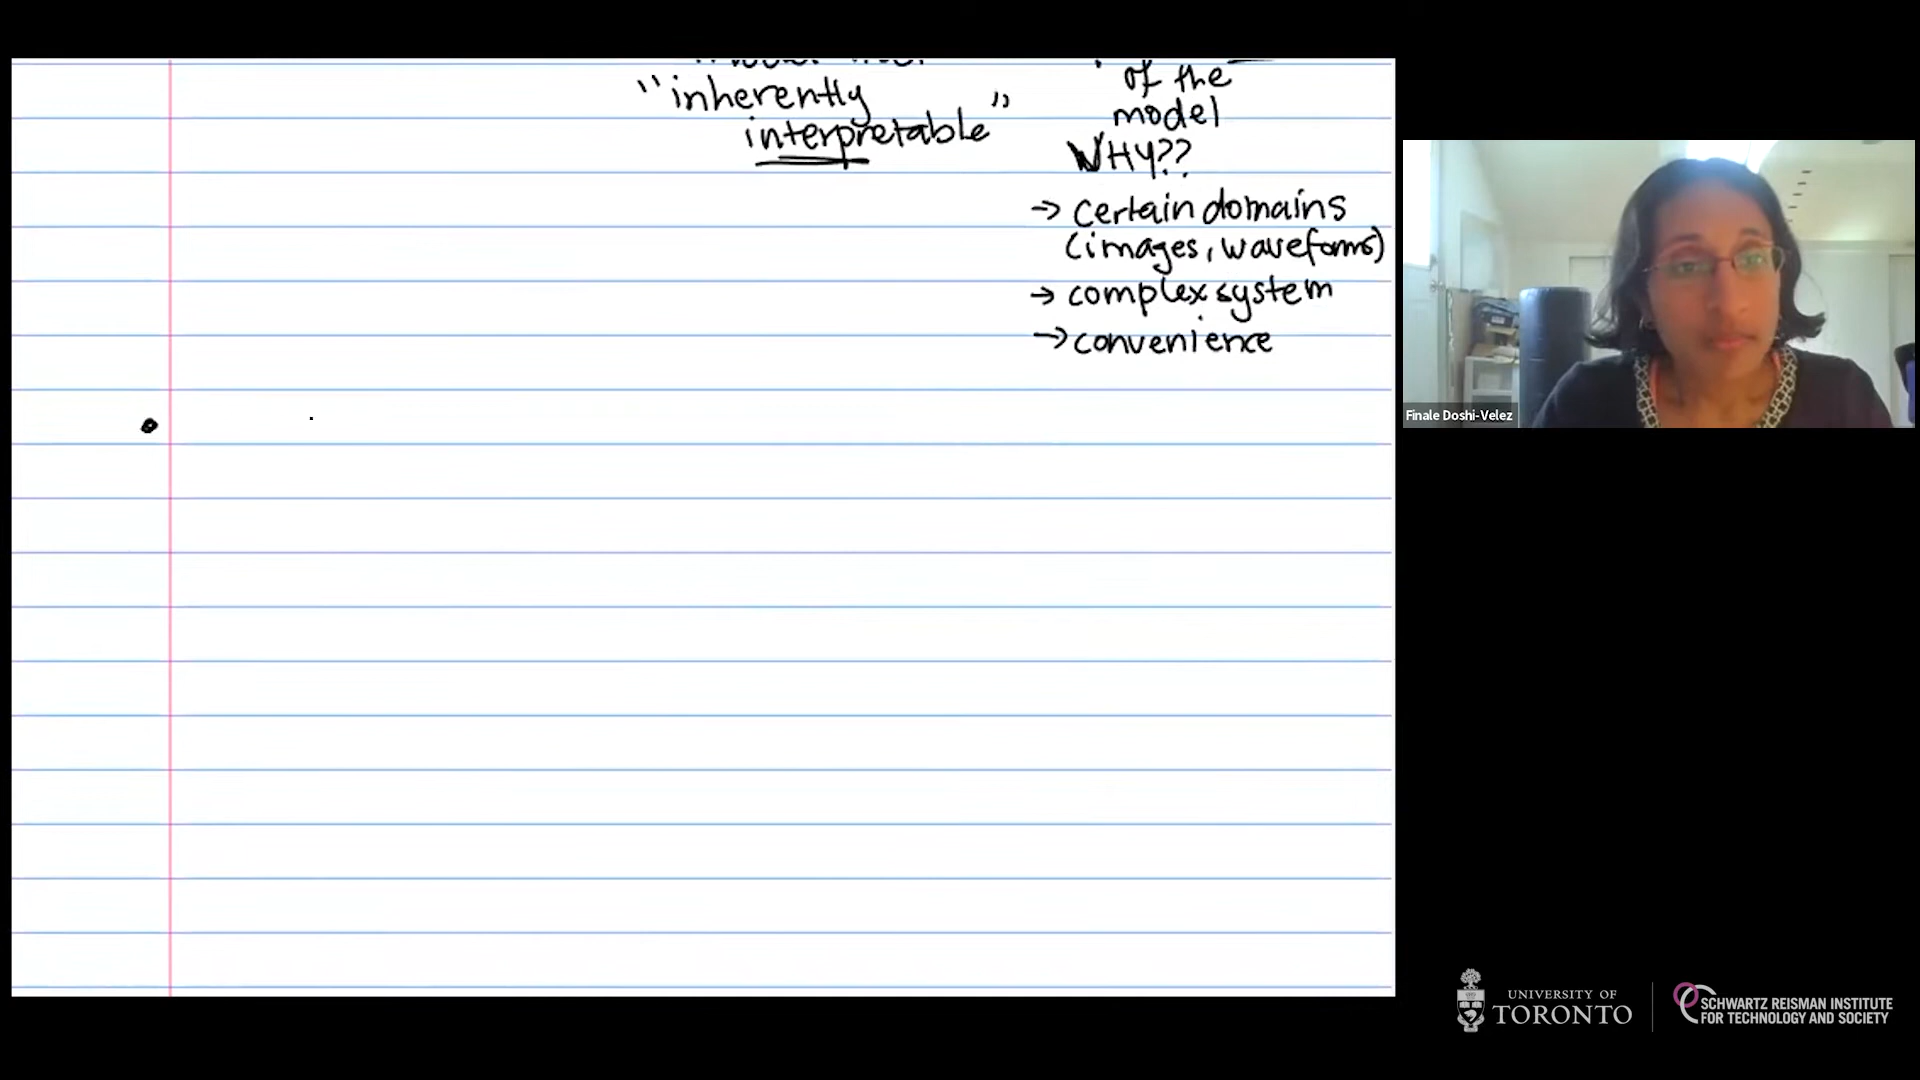 "inherently
interpretable"
of the
model
WHY??
→ certain domains
(images, waveforms)
→ complex system
→ convenience
Finale Doshi-Velez
UNIVERSITY OF
TORONTO
SCHWARTZ REISMAN INSTITUTE
FOR TECHNOLOGY AND SOCIETY